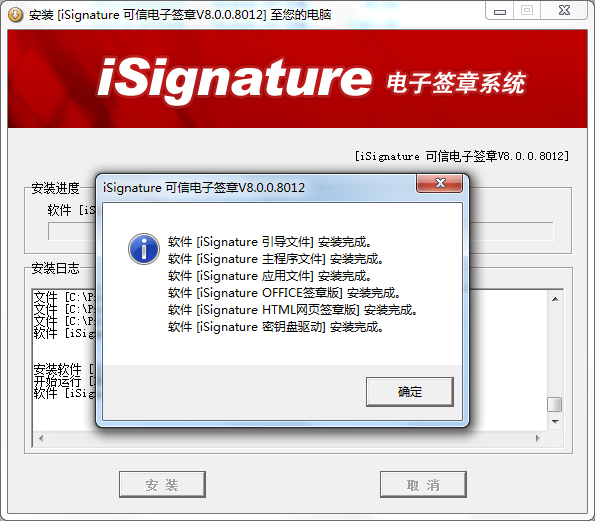 安装 [iSignature 可信电子签章V8.0.0.8012] 至您的电脑
iSignature 电子签章系统
[iSignature 可信电子签章V8.0.0.8012]
安装进度
软件 [iS
iSignature 可信电子签章V8.0.0.8012
软件 [iSignature 引导文件] 安装完成。
软件 [iSignature 主程序文件] 安装完成。
软件 [iSignature 应用文件] 安装完成。
软件 [iSignature OFFICE签章版] 安装完成。
软件 [iSignature HTML网页签章版] 安装完成。
软件 [iSignature 密钥盘驱动] 安装完成。
确定
安装日志
文件 [C:\P
文件 [C:\P
文件 [C:\P
软件 [iSig
安装软件 [
开始运行 [
软件 [iSi
安 装
取 消